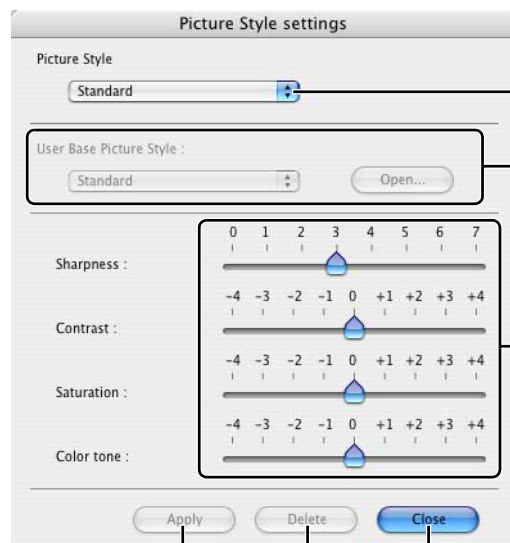 Picture Style settings
Picture Style
Standard
User Base Picture Style :
Standard Open...
0 1 2 3 4 5 6 7
Sharpness :
-4 -3 -2 -1 0 +1 +2 +3 +4
Contrast :
-4 -3 -2 -1 0 +1 +2 +3 +4
Saturation :
-4 -3 -2 -1 0 +1 +2 +3 +4
Color tone :
Apply Delete Close